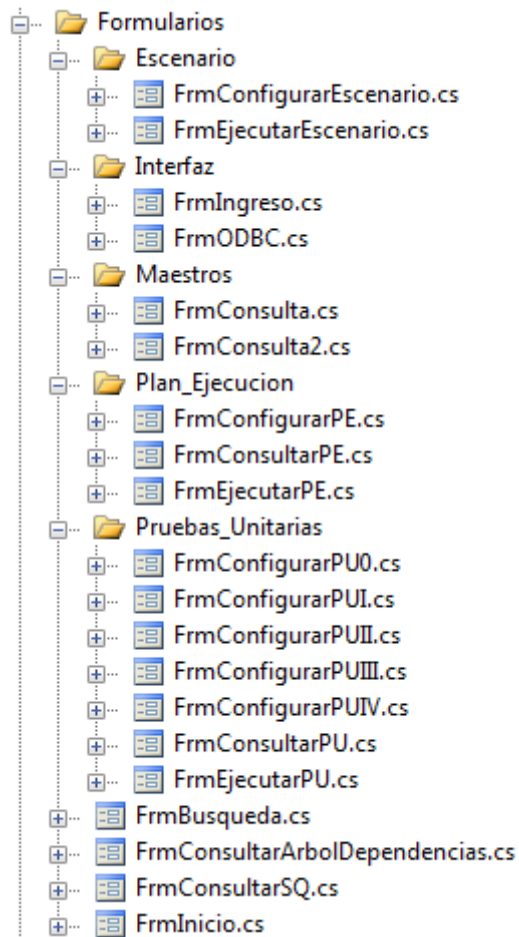 Formularios
Escenario
FrmConfigurarEscenario.cs
FrmEjecutarEscenario.cs
Interfaz
FrmIngreso.cs
FrmODBC.cs
Maestros
FrmConsulta.cs
FrmConsulta2.cs
Plan_Ejecucion
FrmConfigurarPE.cs
FrmConsultarPE.cs
FrmEjecutarPE.cs
Pruebas_Unitarias
FrmConfigurarPU0.cs
FrmConfigurarPUI.cs
FrmConfigurarPUII.cs
FrmConfigurarPUIII.cs
FrmConfigurarPUIV.cs
FrmConsultarPU.cs
FrmEjecutarPU.cs
FrmBusqueda.cs
FrmConsultarArbolDependencias.cs
FrmConsultarSQ.cs
FrmInicio.cs